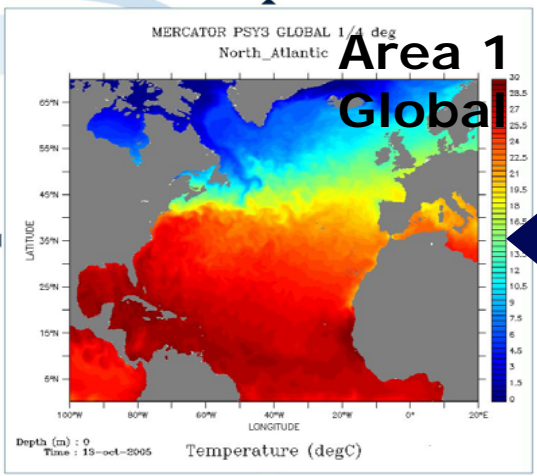 MERCATOR PSY3 GLOBAL 1/4 deg
North_Atlantic
Area 1
Global
65°N
55°N
45°N
35°N
25°N
15°N
5°N
LATITUDE
100°W 80°W 60°W 40°W 20°W 0° 20°E
LONGITUDE
30
28.5
27
25.5
24
22.5
21
19.5
18
16.5
15
13.5
12
10.5
9
7.5
6
4.5
3
1.5
0
Depth (m) : 0
Time : 18-oct-2005
Temperature (degC)